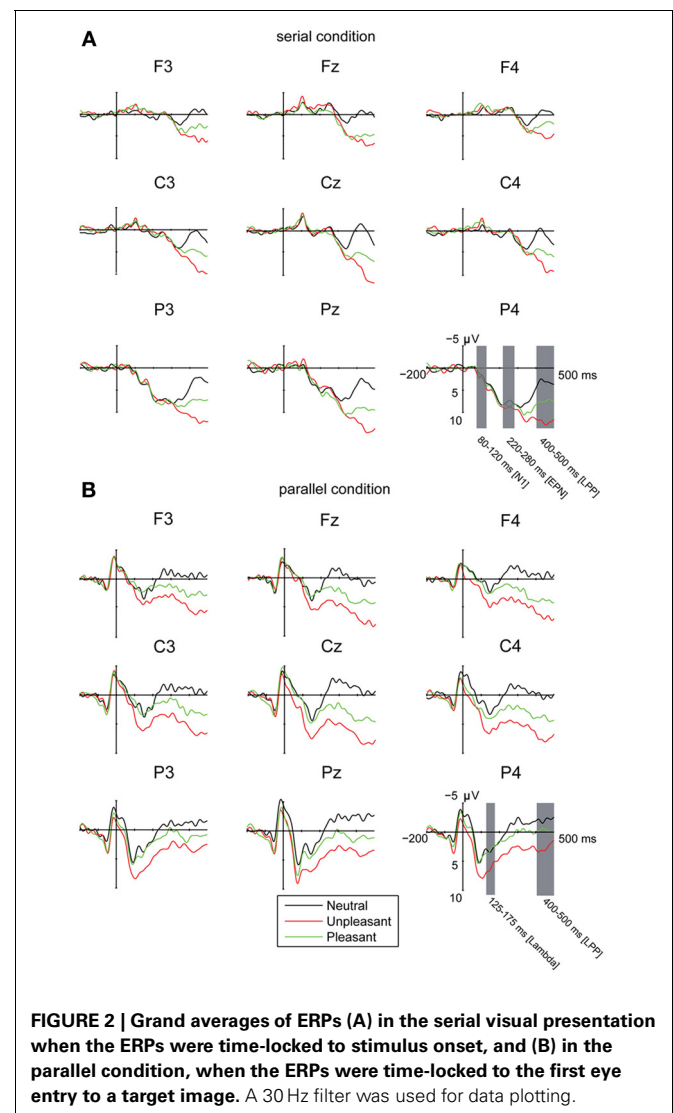 A
serial condition
F3 Fz F4
C3 Cz C4
P3 Pz P4
−5 µV
−200 500 ms
5
10
80-120 ms [N1]
220-280 ms [EPN]
400-500 ms [LPP]
B
parallel condition
F3 Fz F4
C3 Cz C4
P3 Pz P4
−5 µV
−200 500 ms
5
10
125-175 ms [Lambda]
400-500 ms [LPP]
Neutral
Unpleasant
Pleasant
FIGURE 2 | Grand averages of ERPs (A) in the serial visual presentation
when the ERPs were time-locked to stimulus onset, and (B) in the
parallel condition, when the ERPs were time-locked to the first eye
entry to a target image. A 30 Hz filter was used for data plotting.